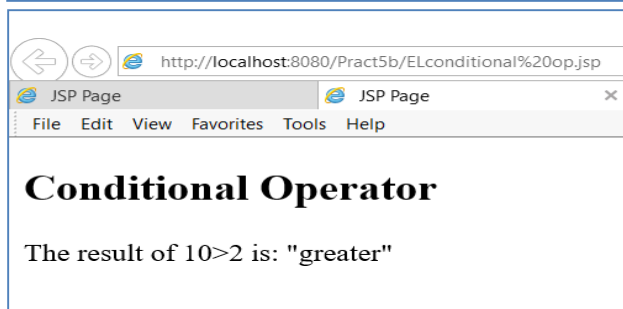 http://localhost:8080/Pract5b/ELconditional%20op.jsp
JSP Page JSP Page ×
File Edit View Favorites Tools Help
Conditional Operator
The result of 10>2 is: "greater"